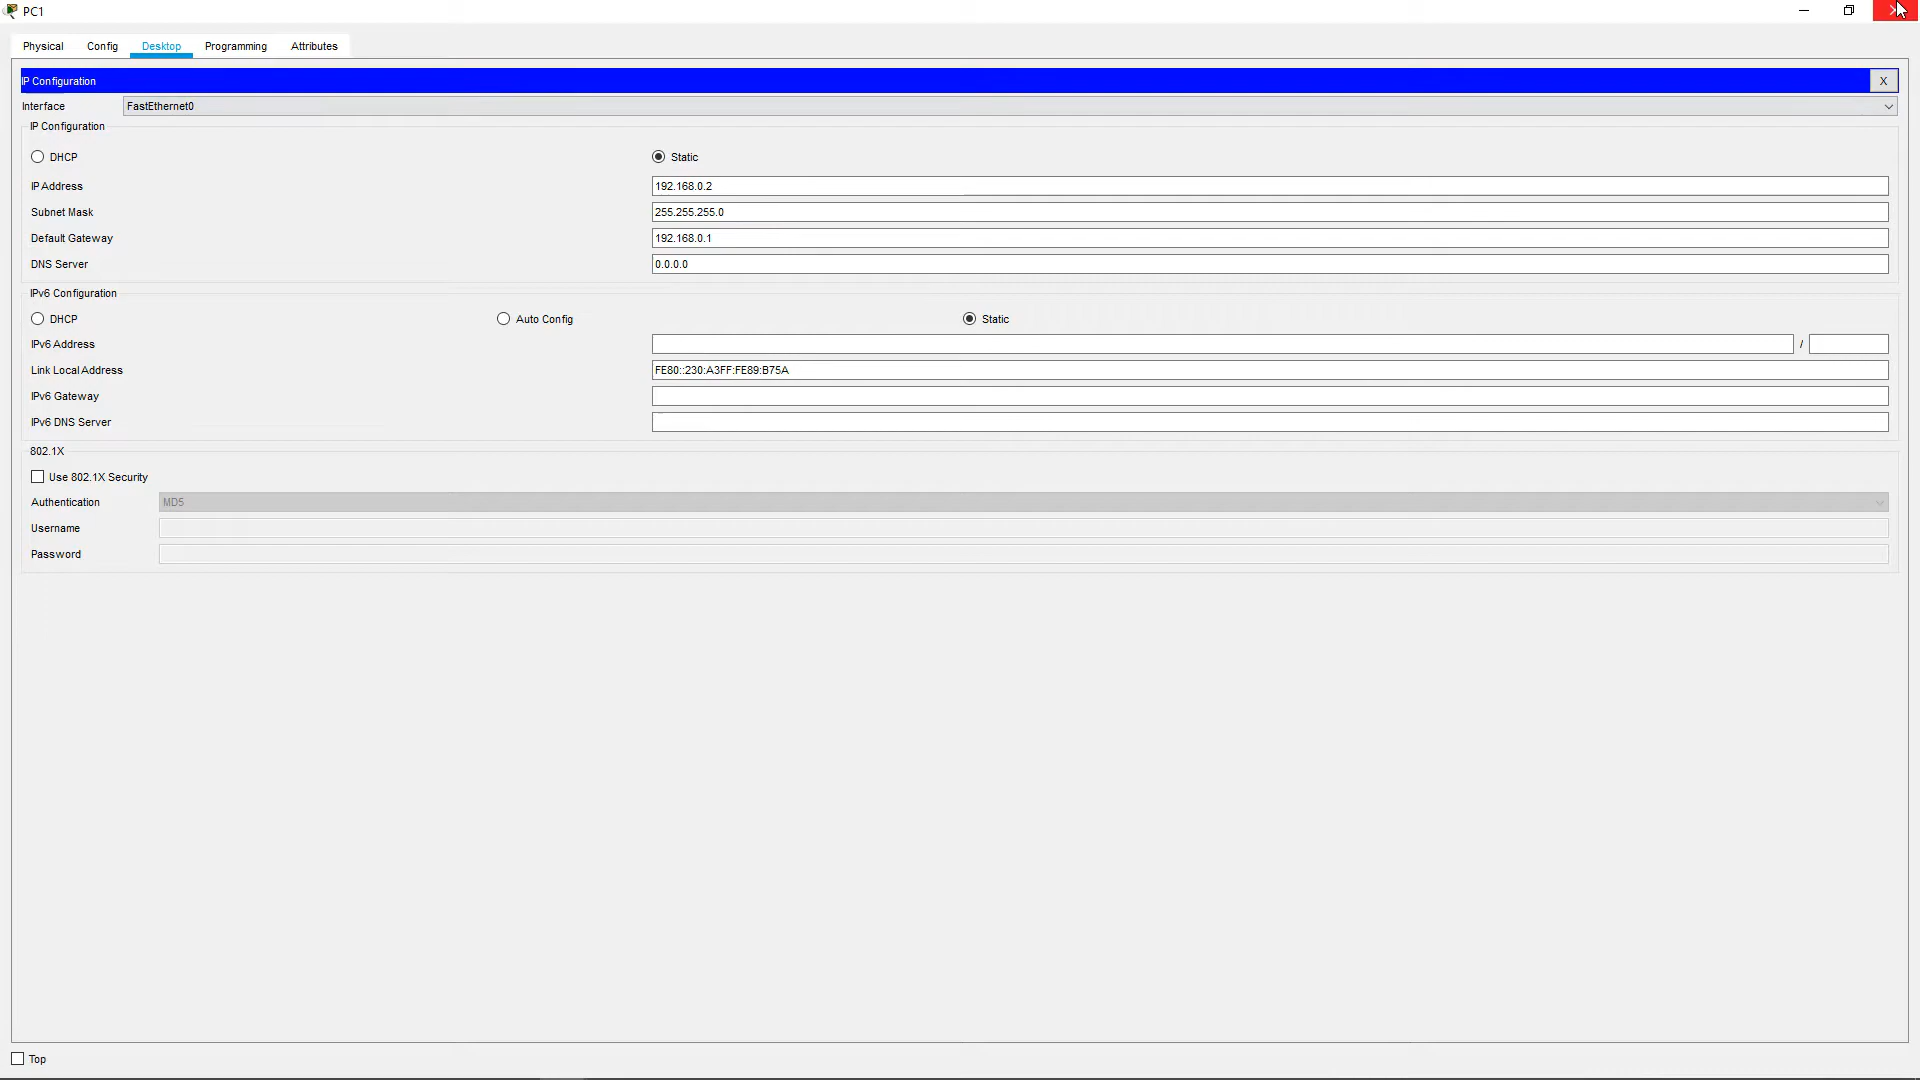 PC1
Physical Config Desktop Programming Attributes
IP Configuration X
Interface FastEthernet0
IP Configuration
DHCP Static
IP Address 192.168.0.2
Subnet Mask 255.255.255.0
Default Gateway 192.168.0.1
DNS Server 0.0.0.0
IPv6 Configuration
DHCP Auto Config Static
IPv6 Address /
Link Local Address FE80::230:A3FF:FE89:B75A
IPv6 Gateway
IPv6 DNS Server
802.1X
Use 802.1X Security
Authentication MD5
Username
Password
Top